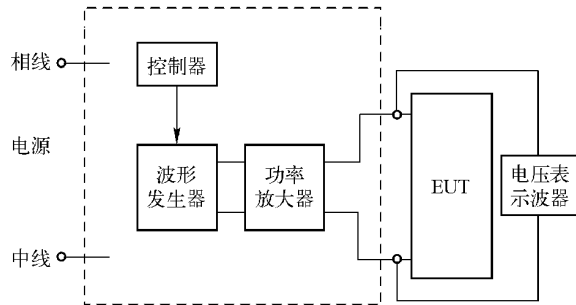 相线
控制器
电源
波形
发生器
功率
放大器
EUT
电压表
示波器
中线